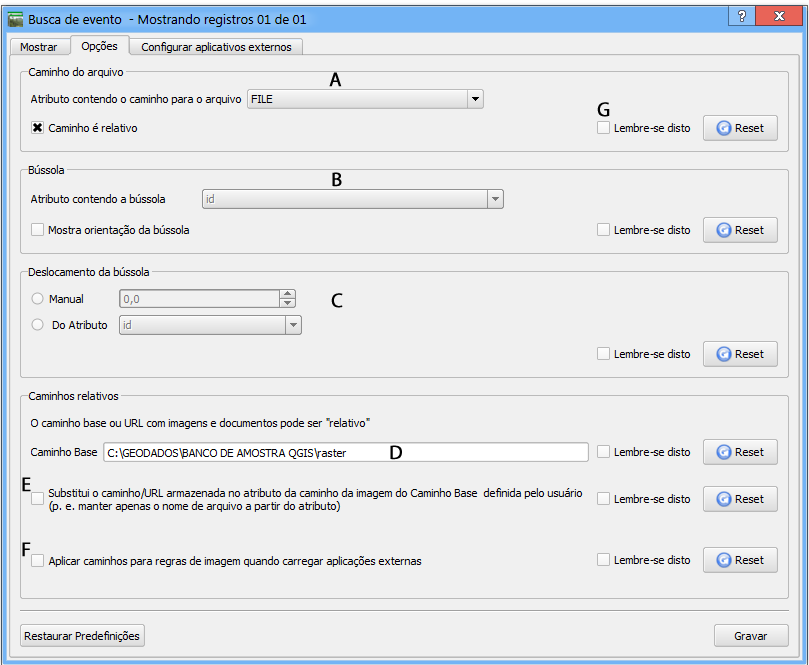 Busca de evento - Mostrando registros 01 de 01
Mostrar Opções Configurar aplicativos externos
Caminho do arquivo
A
Atributo contendo o caminho para o arquivo FILE
G
Caminho é relativo Lembre-se disto Reset
Bússola
B
Atributo contendo a bússola id
Mostra orientação da bússola Lembre-se disto Reset
Deslocamento da bússola
Manual 0,0 C
Do Atributo id
Lembre-se disto Reset
Caminhos relativos
O caminho base ou URL com imagens e documentos pode ser "relativo"
Caminho Base C:\GEODADOS\BANCO DE AMOSTRA QGIS\raster D Lembre-se disto Reset
E
Substitui o caminho/URL armazenada no atributo da caminho da imagem do Caminho Base definida pelo usuário
(p. e. manter apenas o nome de arquivo a partir do atributo) Lembre-se disto Reset
F
Aplicar caminhos para regras de imagem quando carregar aplicações externas Lembre-se disto Reset
Restaurar Predefinições Gravar